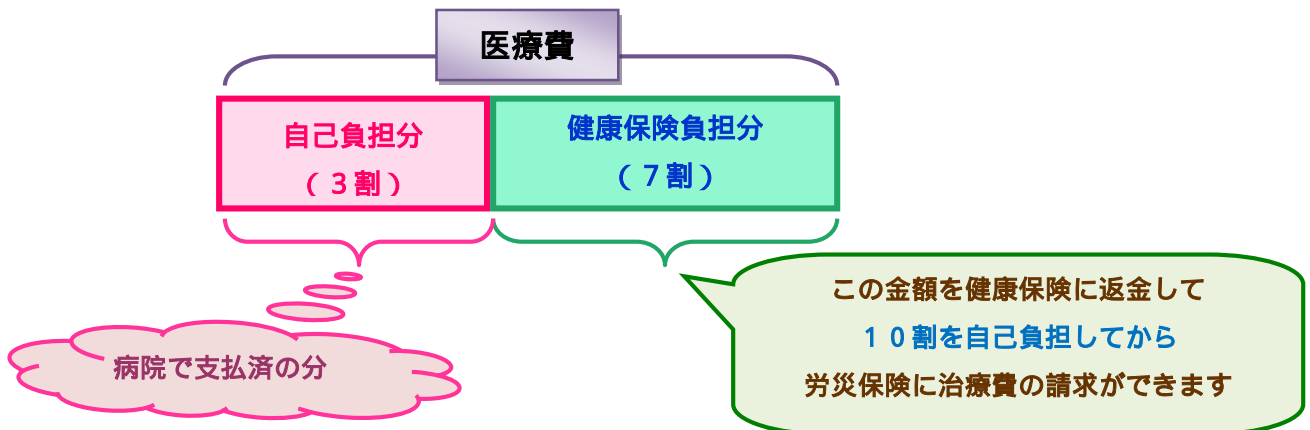 医療費
自己負担分
（３割）
健康保険負担分
（７割）
病院で支払済の分
この金額を健康保険に返金して
１０割を自己負担してから
労災保険に治療費の請求ができます